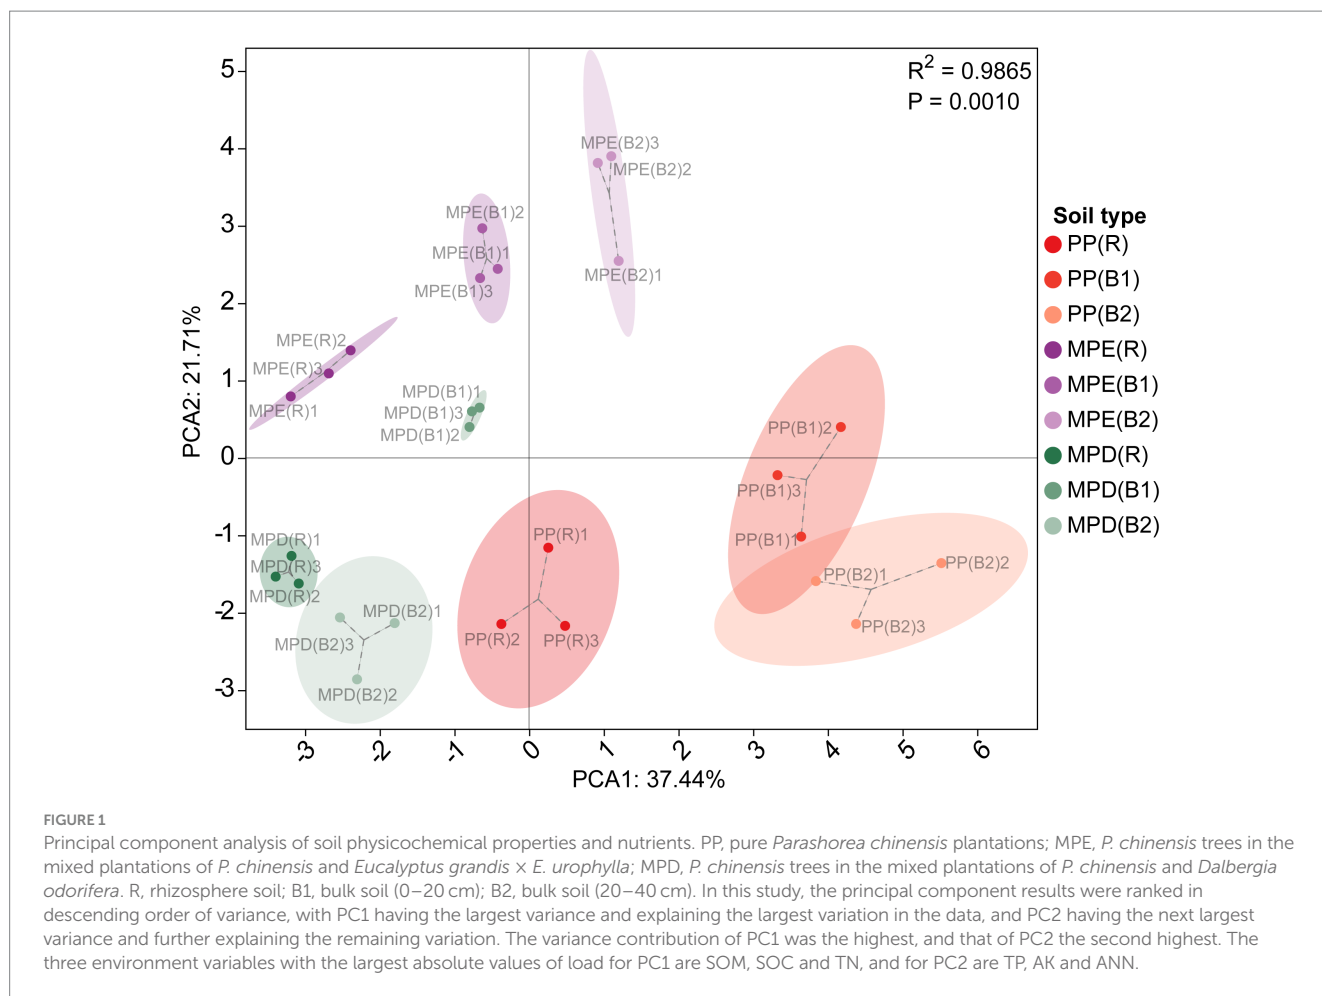 R2 = 0.9865
P = 0.0010
5
4
3
2
1
0
-1
-2
-3
PCA2: 21.71%
MPE(B2)3
MPE(B2)2
MPE(B2)1
MPE(B1)2
MPE(B1)1
MPE(B1)3
MPE(R)2
MPE(R)3
MPE(R)1
MPD(B1)1
MPD(B1)3
MPD(B1)2
PP(B1)2
PP(B1)3
PP(B1)1
PP(B2)1
PP(B2)2
PP(B2)3
PP(R)1
PP(R)2
PP(R)3
MPD(R)1
MPD(R)3
MPD(R)2
MPD(B2)1
MPD(B2)3
MPD(B2)2
-3 -2 -1 0 1 2 3 4 5 6
PCA1: 37.44%
Soil type
PP(R)
PP(B1)
PP(B2)
MPE(R)
MPE(B1)
MPE(B2)
MPD(R)
MPD(B1)
MPD(B2)
FIGURE 1
Principal component analysis of soil physicochemical properties and nutrients. PP, pure Parashorea chinensis plantations; MPE, P. chinensis trees in the
mixed plantations of P. chinensis and Eucalyptus grandis × E. urophylla; MPD, P. chinensis trees in the mixed plantations of P. chinensis and Dalbergia
odorifera. R, rhizosphere soil; B1, bulk soil (0–20 cm); B2, bulk soil (20–40 cm). In this study, the principal component results were ranked in
descending order of variance, with PC1 having the largest variance and explaining the largest variation in the data, and PC2 having the next largest
variance and further explaining the remaining variation. The variance contribution of PC1 was the highest, and that of PC2 the second highest. The
three environment variables with the largest absolute values of load for PC1 are SOM, SOC and TN, and for PC2 are TP, AK and ANN.